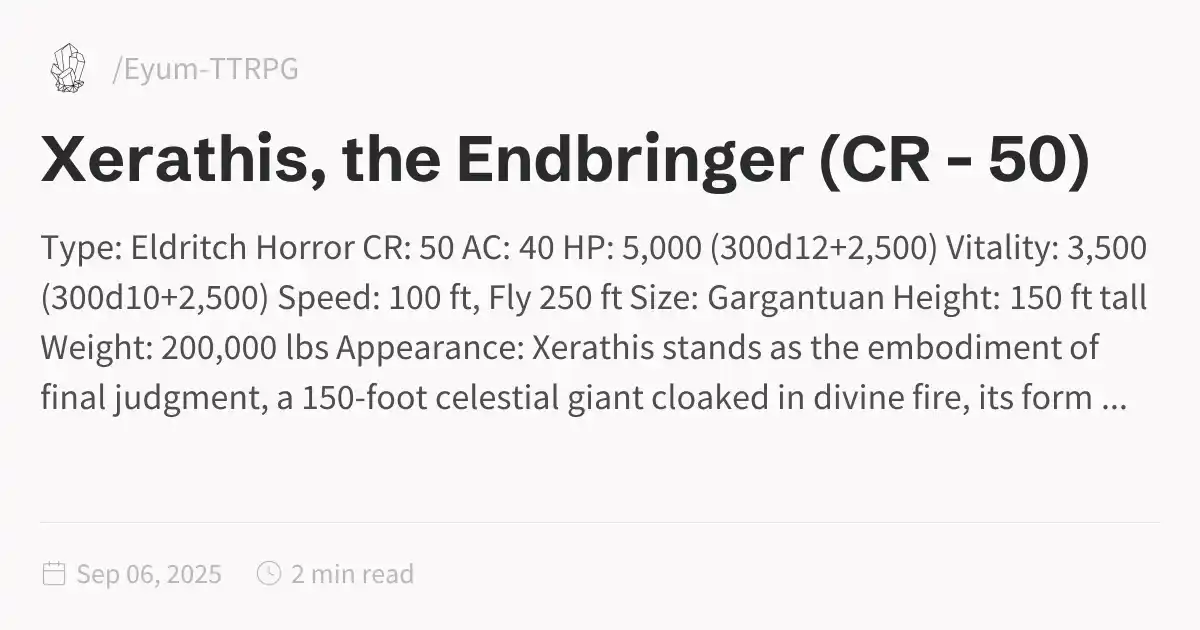 /Eyum-TTRPG
Xerathis, the Endbringer (CR - 50)
Type: Eldritch Horror CR: 50 AC: 40 HP: 5,000 (300d12+2,500) Vitality: 3,500
(300d10+2,500) Speed: 100 ft, Fly 250 ft Size: Gargantuan Height: 150 ft tall
Weight: 200,000 lbs Appearance: Xerathis stands as the embodiment of
final judgment, a 150-foot celestial giant cloaked in divine fire, its form ...
Sep 06, 2025 2 min read